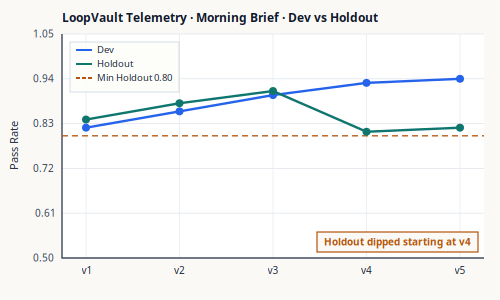 LoopVault Telemetry · Morning Brief · Dev vs Holdout
Dev
Holdout
Min Holdout 0.80
Pass Rate
1.05
0.94
0.83
0.72
0.61
0.50
Holdout dipped starting at v4
v1 v2 v3 v4 v5